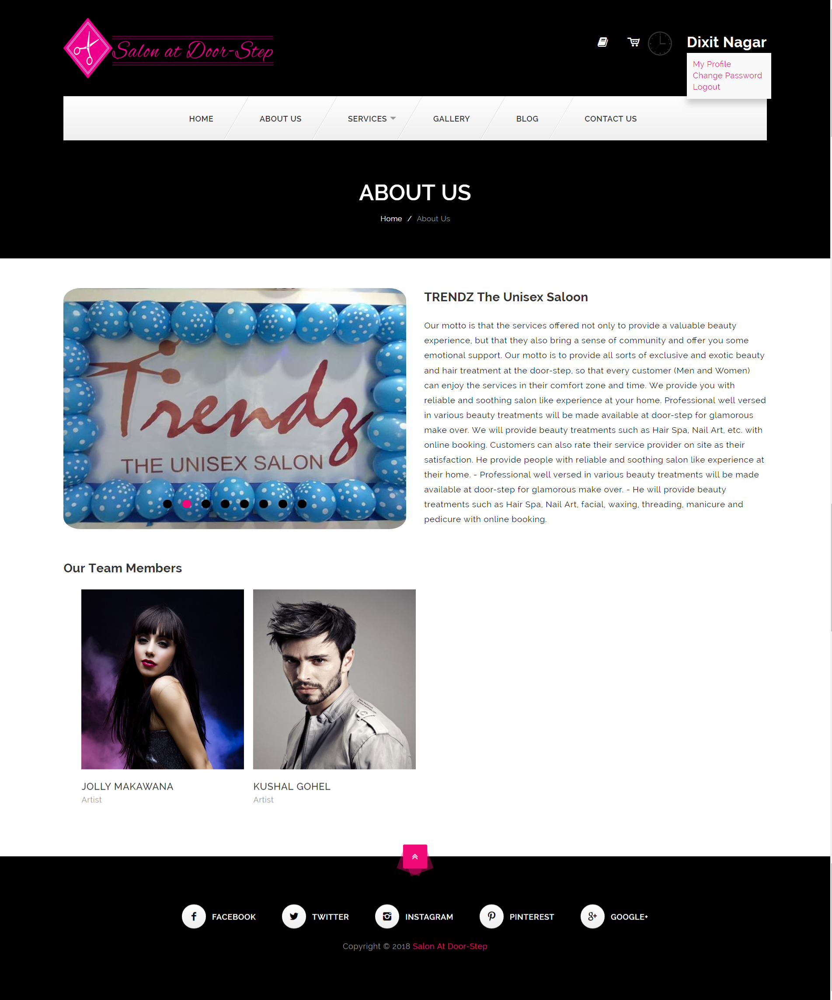 Salon at Door-Step
Dixit Nagar
My Profile
Change Password
Logout
HOME
ABOUT US
SERVICES
GALLERY
BLOG
CONTACT US
ABOUT US
Home / About Us
Trendz
THE UNISEX SALON
TRENDZ The Unisex Saloon
Our motto is that the services offered not only to provide a valuable beauty
experience, but that they also bring a sense of community and offer you some
emotional support. Our motto is to provide all sorts of exclusive and exotic beauty
and hair treatment at the door-step, so that every customer (Men and Women)
can enjoy the services in their comfort zone and time. We provide you with
reliable and soothing salon like experience at your home. Professional well versed
in various beauty treatments will be made available at door-step for glamorous
make over. We will provide beauty treatments such as Hair Spa, Nail Art, etc. with
online booking. Customers can also rate their service provider on site as their
satisfaction. He provide people with reliable and soothing salon like experience at
their home. - Professional well versed in various beauty treatments will be made
available at door-step for glamorous make over. - He will provide beauty
treatments such as Hair Spa, Nail Art, facial, waxing, threading, manicure and
pedicure with online booking.
Our Team Members
JOLLY MAKAWANA
Artist
KUSHAL GOHEL
Artist
FACEBOOK
TWITTER
INSTAGRAM
PINTEREST
GOOGLE+
Copyright © 2018 Salon At Door-Step